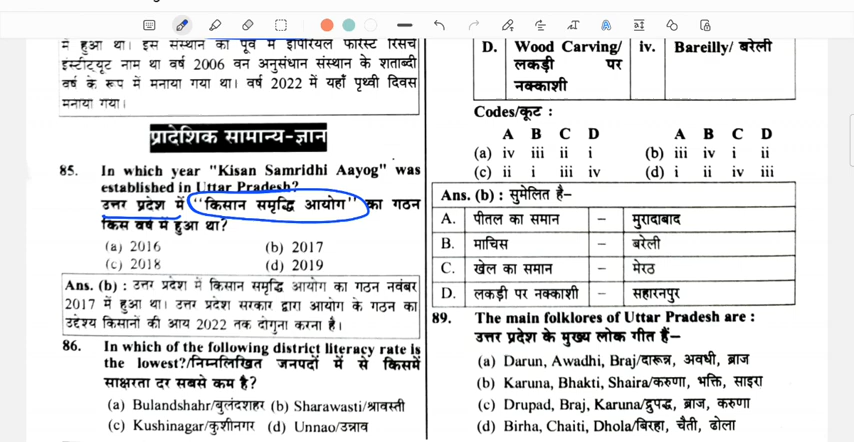 में हुआ था। इस संस्थान का पूर्व में इंपीरियल फॉरेस्ट रिसर्च
इंस्टीट्यूट नाम था वर्ष 2006 वन अनुसंधान संस्थान के शताब्दी
वर्ष के रूप में मनाया गया था। वर्ष 2022 में यहाँ पृथ्वी दिवस
मनाया गया।
प्रादेशिक सामान्य-ज्ञान
85. In which year "Kisan Samridhi Aayog" was
established in Uttar Pradesh?
उत्तर प्रदेश में ''किसान समृद्धि आयोग'' का गठन
किस वर्ष में हुआ था?
(a) 2016 (b) 2017
(c) 2018 (d) 2019
Ans. (b) : उत्तर प्रदेश में किसान समृद्धि आयोग का गठन नवंबर
2017 में हुआ था। उत्तर प्रदेश सरकार द्वारा आयोग के गठन का
उद्देश्य किसानों की आय 2022 तक दोगुना करना है।
86. In which of the following district literacy rate is
the lowest?/निम्नलिखित जनपदों में से किसमें
साक्षरता दर सबसे कम है?
(a) Bulandshahr/बुलंदशहर (b) Sharawasti/श्रावस्ती
(c) Kushinagar/कुशीनगर (d) Unnao/उन्नाव
D. Wood Carving/ iv. Bareilly/ बरेली
लकड़ी पर
नक्काशी
Codes/कूट :
A B C D A B C D
(a) iv iii ii i (b) iii iv i ii
(c) ii i iii iv (d) i ii iv iii
Ans. (b) : सुमेलित है–
A. पीतल का समान – मुरादाबाद
B. माचिस – बरेली
C. खेल का समान – मेरठ
D. लकड़ी पर नक्काशी – सहारनपुर
89. The main folklores of Uttar Pradesh are :
उत्तर प्रदेश के मुख्य लोक गीत हैं–
(a) Darun, Awadhi, Braj/दारून, अवधी, ब्राज
(b) Karuna, Bhakti, Shaira/करुणा, भक्ति, साइरा
(c) Drupad, Braj, Karuna/द्रुपद, ब्राज, करुणा
(d) Birha, Chaiti, Dhola/बिरहा, चैती, ढोला